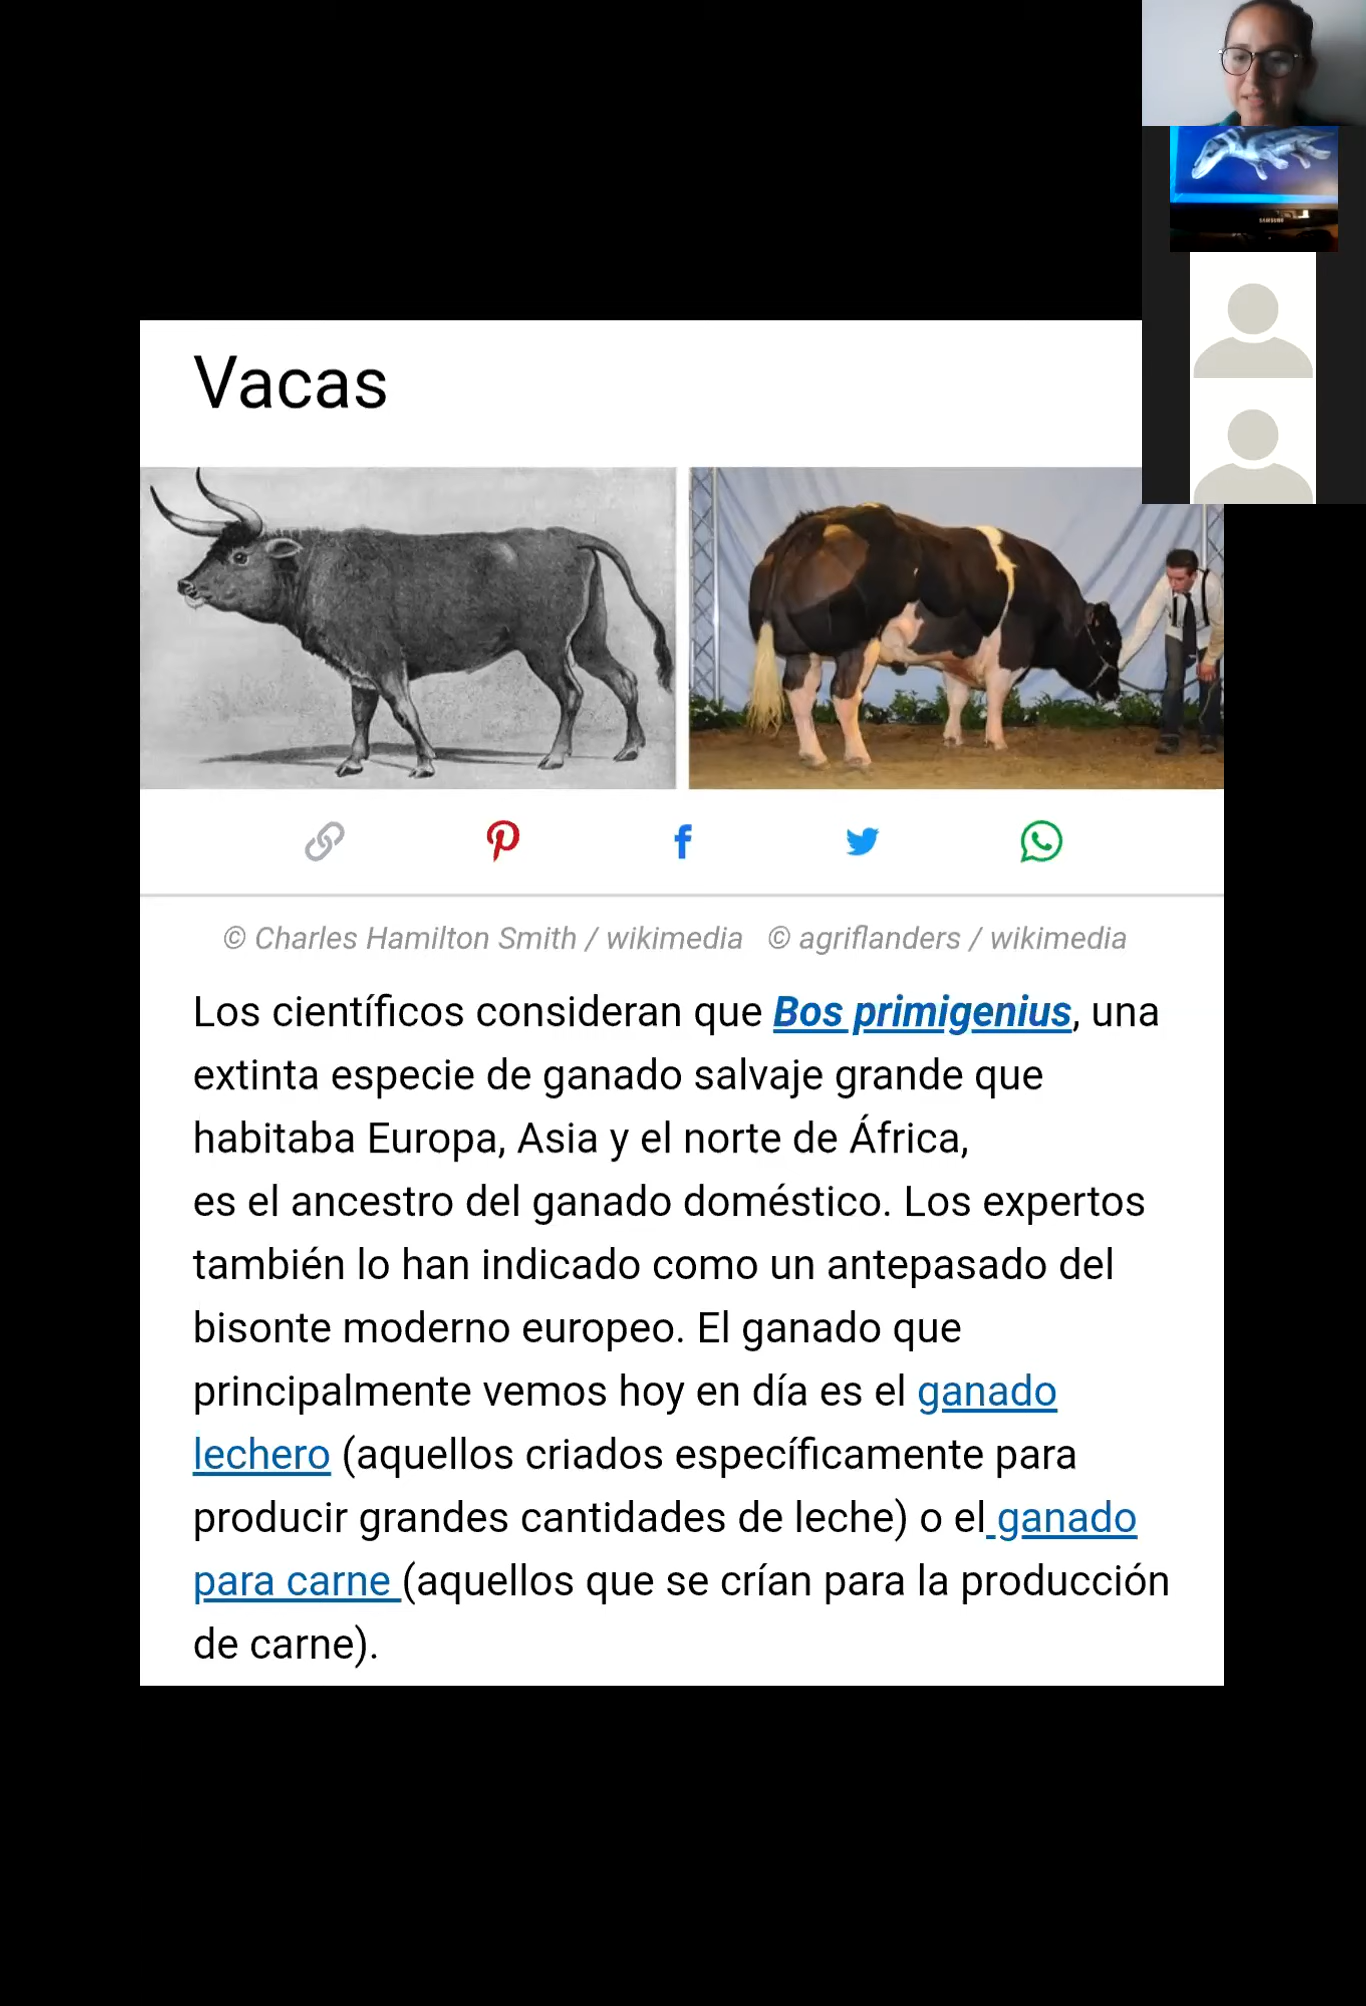 SAMSUNG
Vacas
© Charles Hamilton Smith / wikimedia © agriflanders / wikimedia
Los científicos consideran que Bos primigenius, una
extinta especie de ganado salvaje grande que
habitaba Europa, Asia y el norte de África,
es el ancestro del ganado doméstico. Los expertos
también lo han indicado como un antepasado del
bisonte moderno europeo. El ganado que
principalmente vemos hoy en día es el ganado
lechero (aquellos criados específicamente para
producir grandes cantidades de leche) o el ganado
para carne (aquellos que se crían para la producción
de carne).